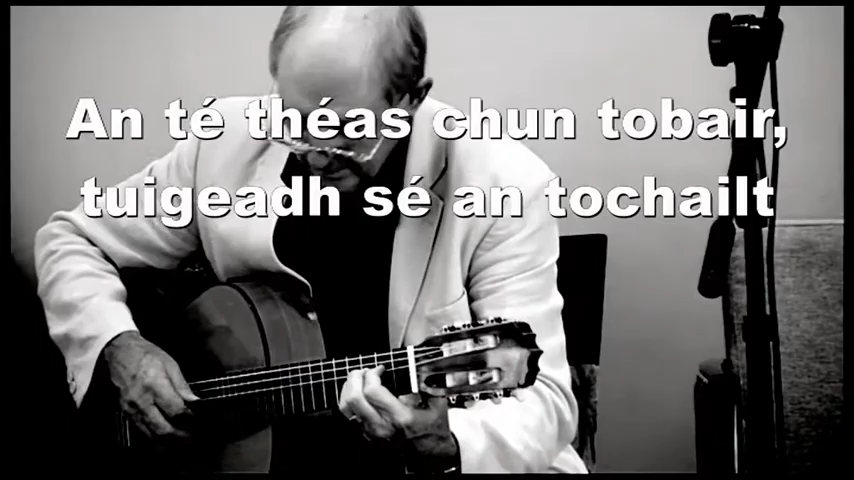 An té théas chun tobair,
tuigeadh sé an tochailt